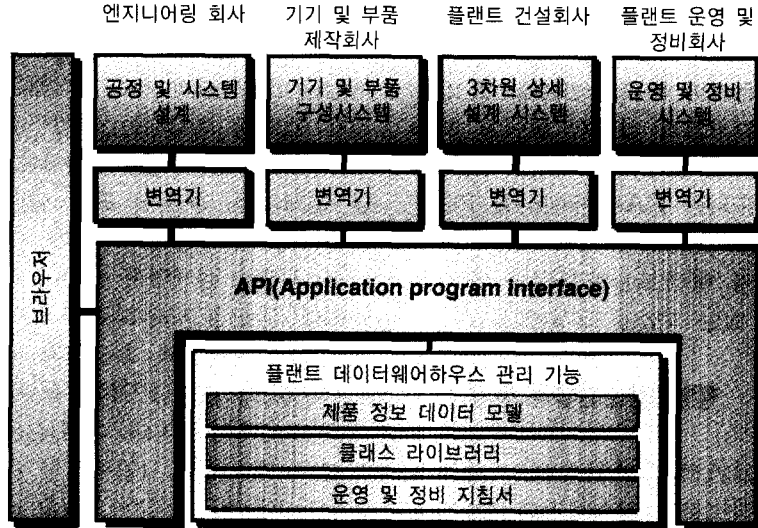 엔지니어링 회사
기기 및 부품
제작회사
플랜트 건설회사
플랜트 운영 및
정비회사
공정 및 시스템
설계
기기 및 부품
구성시스템
3차원 상세
설계 시스템
운영 및 정비
시스템
변역기
변역기
변역기
변역기
브라우저
API(Application program interface)
플랜트 데이터웨어하우스 관리 기능
제품 정보 데이터 모델
클래스 라이브러리
운영 및 정비 지침서